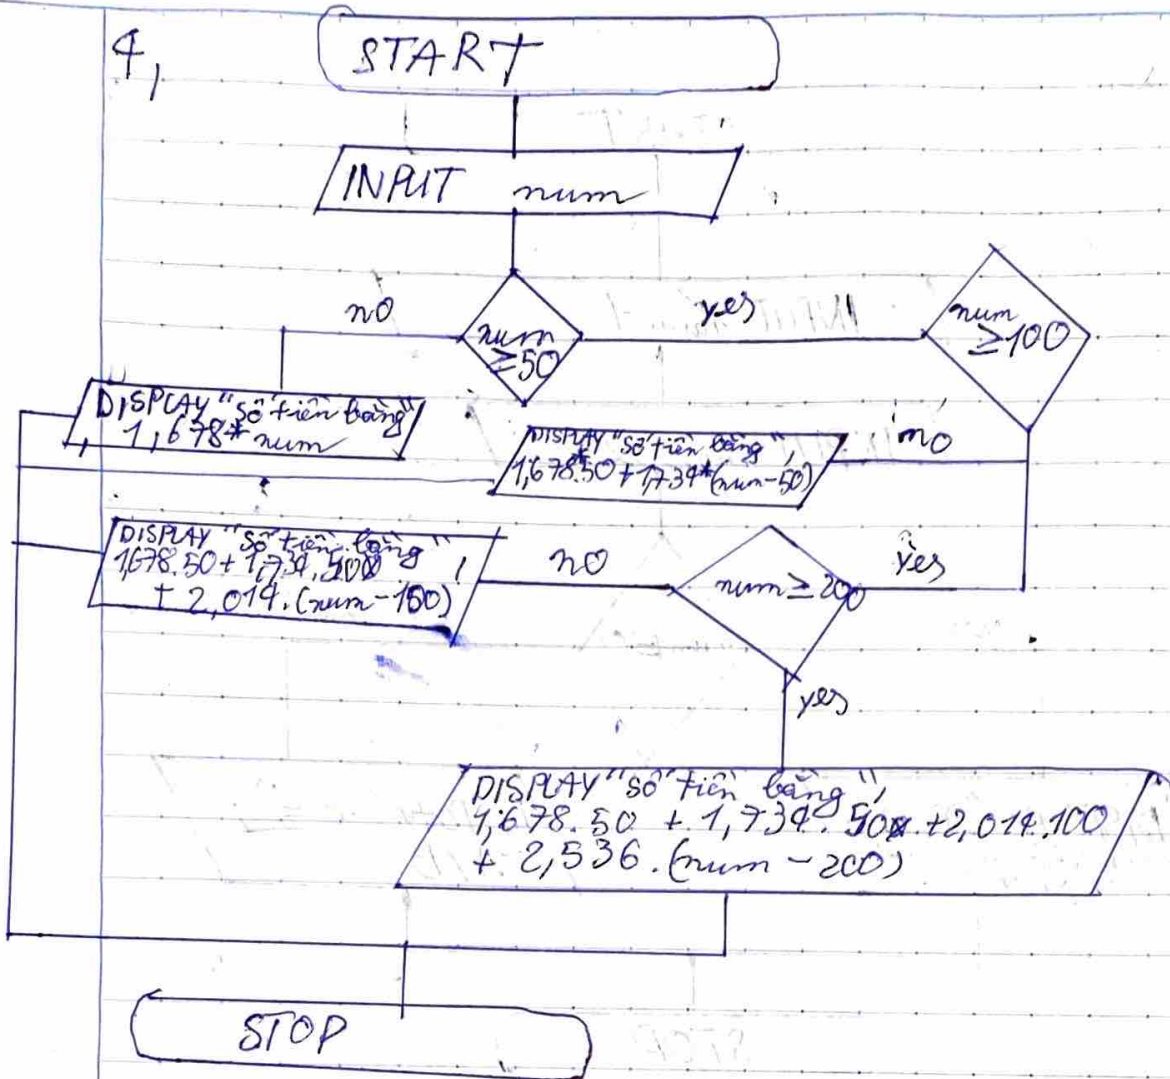 4,
START
INPUT num
num
≥50
no
yes
num
≥100
DISPLAY "số tiền bằng"
1,678* num
DISPLAY "số tiền bằng",
1,678*50 + 1,734*(num-50)
no
DISPLAY "số tiền bằng",
1,678.50 + 1,734.50
+ 2,014.(num-100)
no
num ≥ 200
yes
yes
DISPLAY "số tiền bằng",
1,678.50 + 1,734.50 + 2,014.100
+ 2,536.(num - 200)
STOP